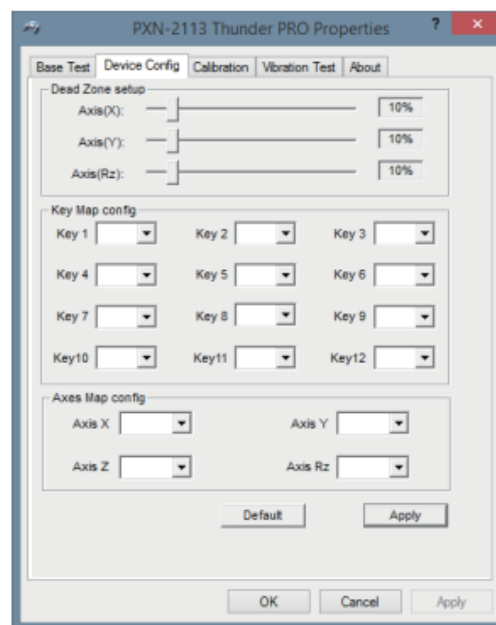 PXN-2113 Thunder PRO Properties ? ×
Base Test Device Config Calibration Vibration Test About
Dead Zone setup
Axis(X): 10%
Axis(Y): 10%
Axis(Rz): 10%
Key Map config
Key 1 Key 2 Key 3
Key 4 Key 5 Key 6
Key 7 Key 8 Key 9
Key10 Key11 Key12
Axes Map config
Axis X Axis Y
Axis Z Axis Rz
Default Apply
OK Cancel Apply